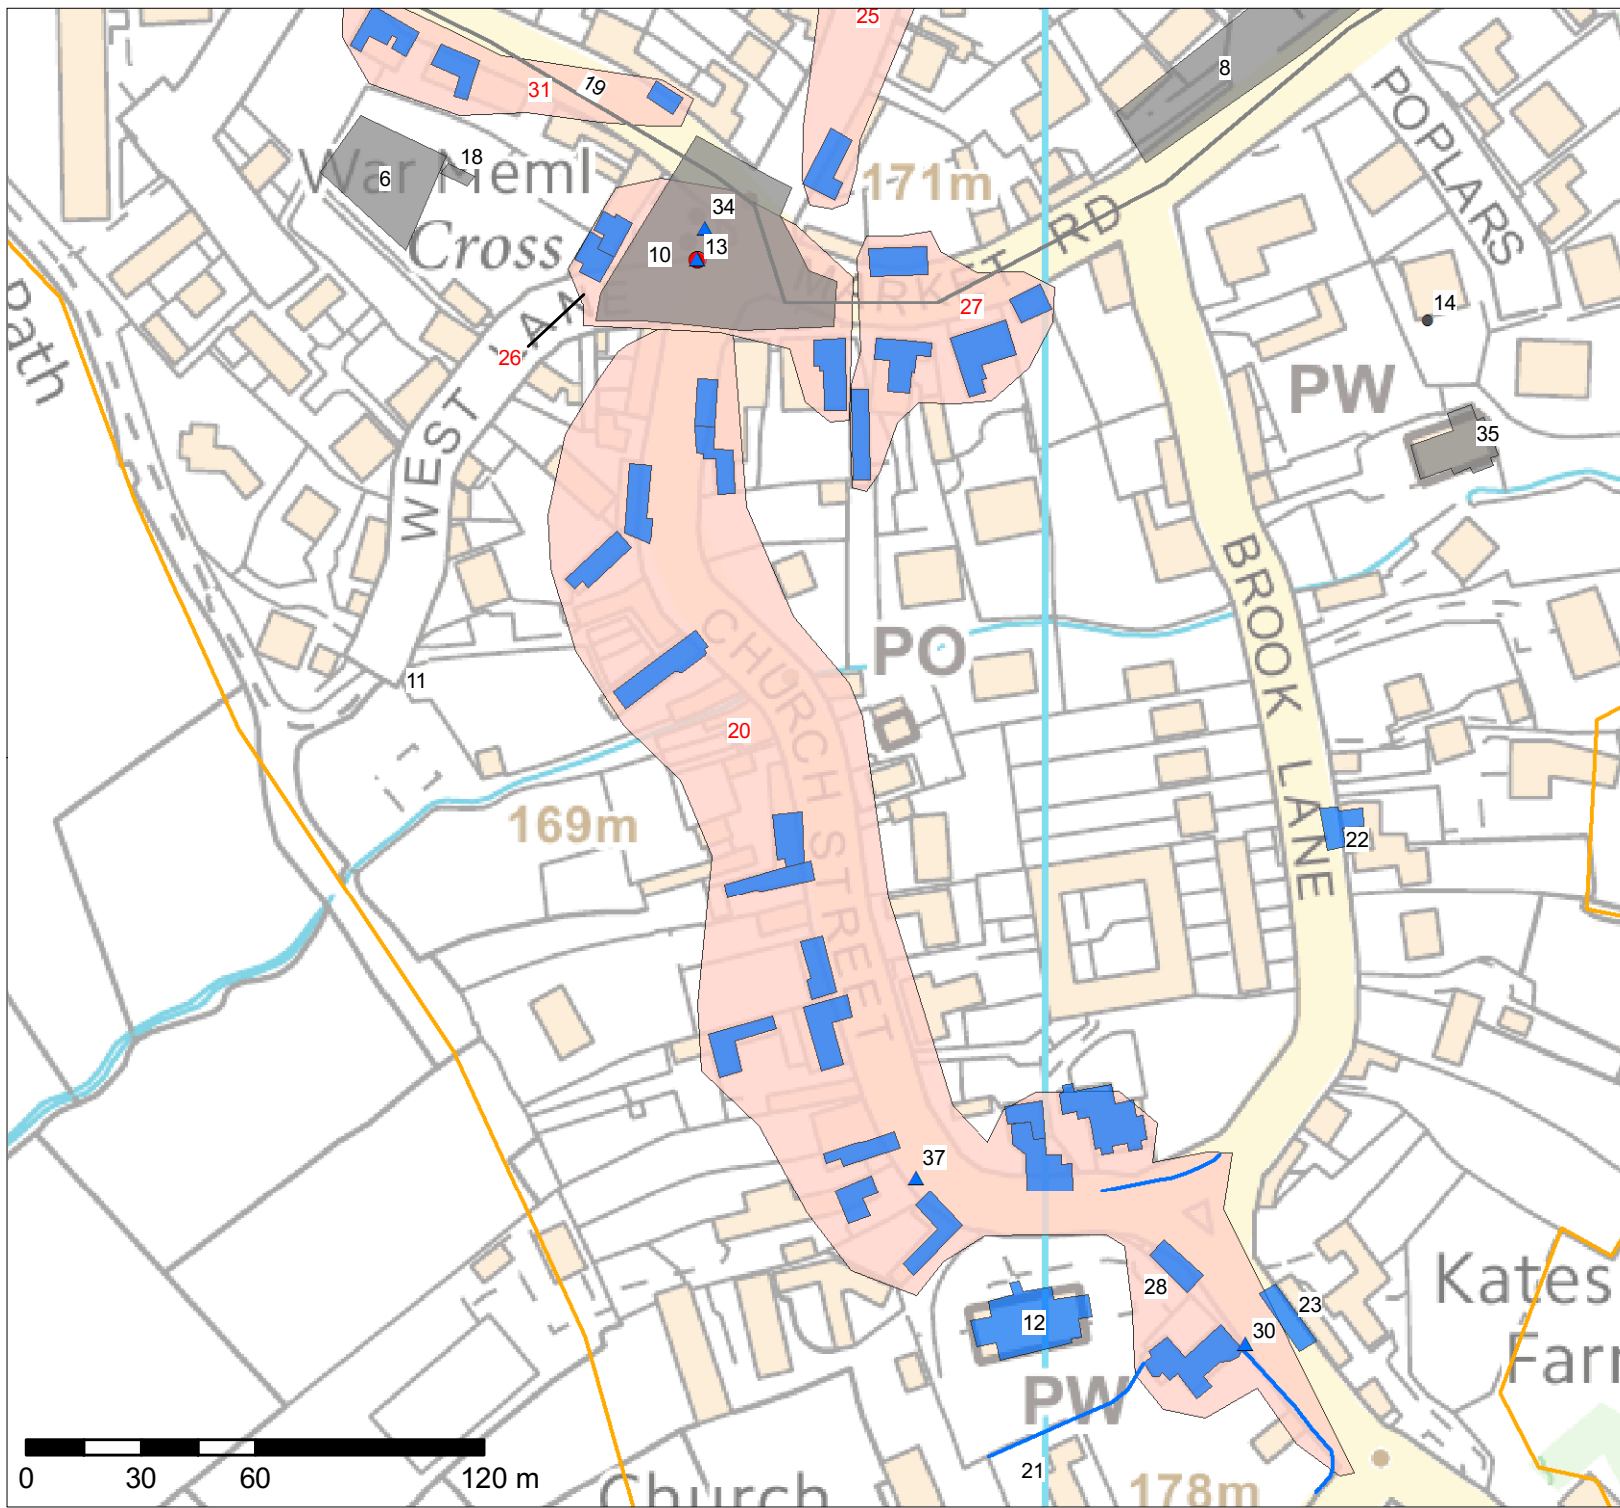 25
8
31
19
POPLARS
18
War Meml
6
171m
34
Cross
10
13
MARKET RD
27
14
Path
26
WEST LANE
PW
35
BROOK LANE
CHURCH STREET
PO
11
20
169m
22
37
28
23
Kates
12
30
Farr
PW
21
0 30 60 120 m
Church
178m